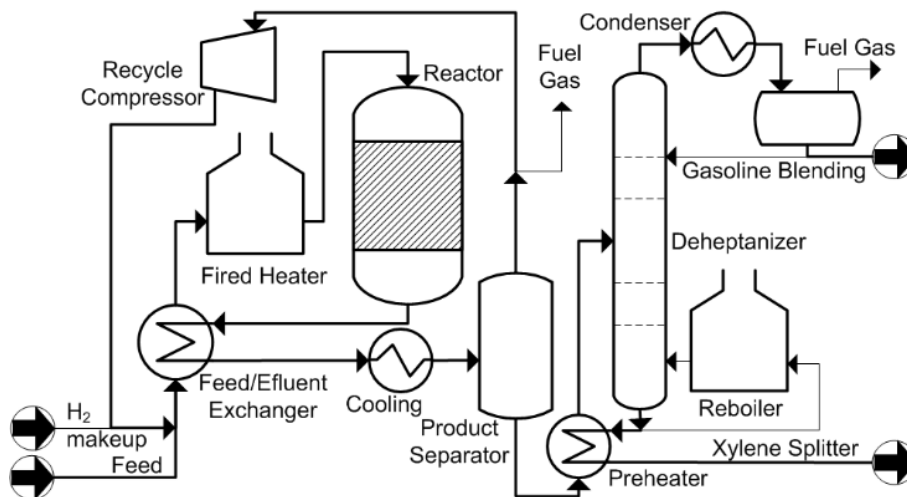 Condenser
Fuel Gas
Fuel
Gas
Recycle
Compressor
Reactor
Gasoline Blending
Deheptanizer
Fired Heater
Feed/Efluent
Exchanger
Cooling
Reboiler
H2
makeup
Feed
Product
Separator
Xylene Splitter
Preheater